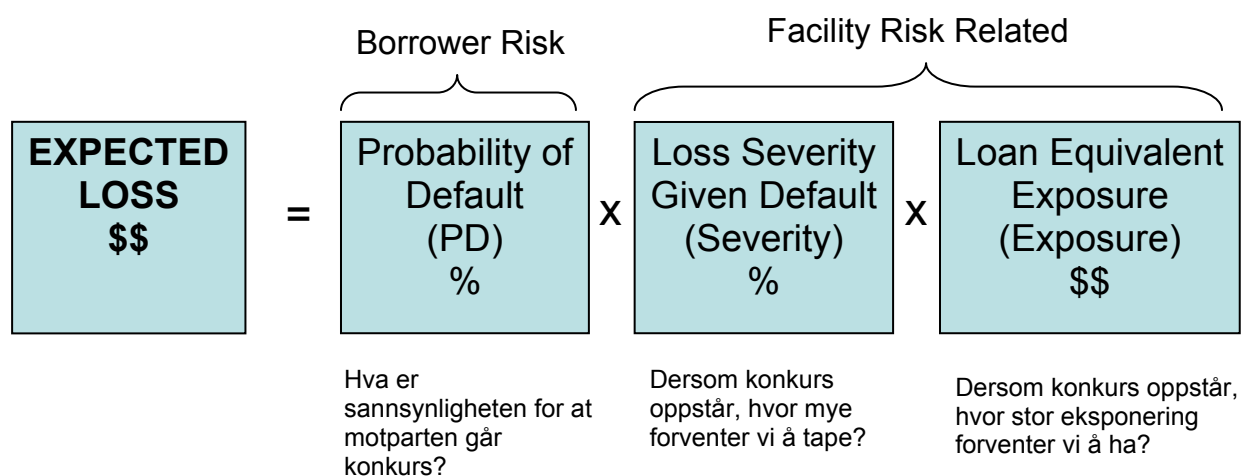 Borrower Risk
Facility Risk Related
EXPECTED
LOSS
$$
=
Probability of
Default
(PD)
%
x
Loss Severity
Given Default
(Severity)
%
x
Loan Equivalent
Exposure
(Exposure)
$$
Hva er
sannsynligheten for at
motparten går
konkurs?
Dersom konkurs
oppstår, hvor mye
forventer vi å tape?
Dersom konkurs oppstår,
hvor stor eksponering
forventer vi å ha?